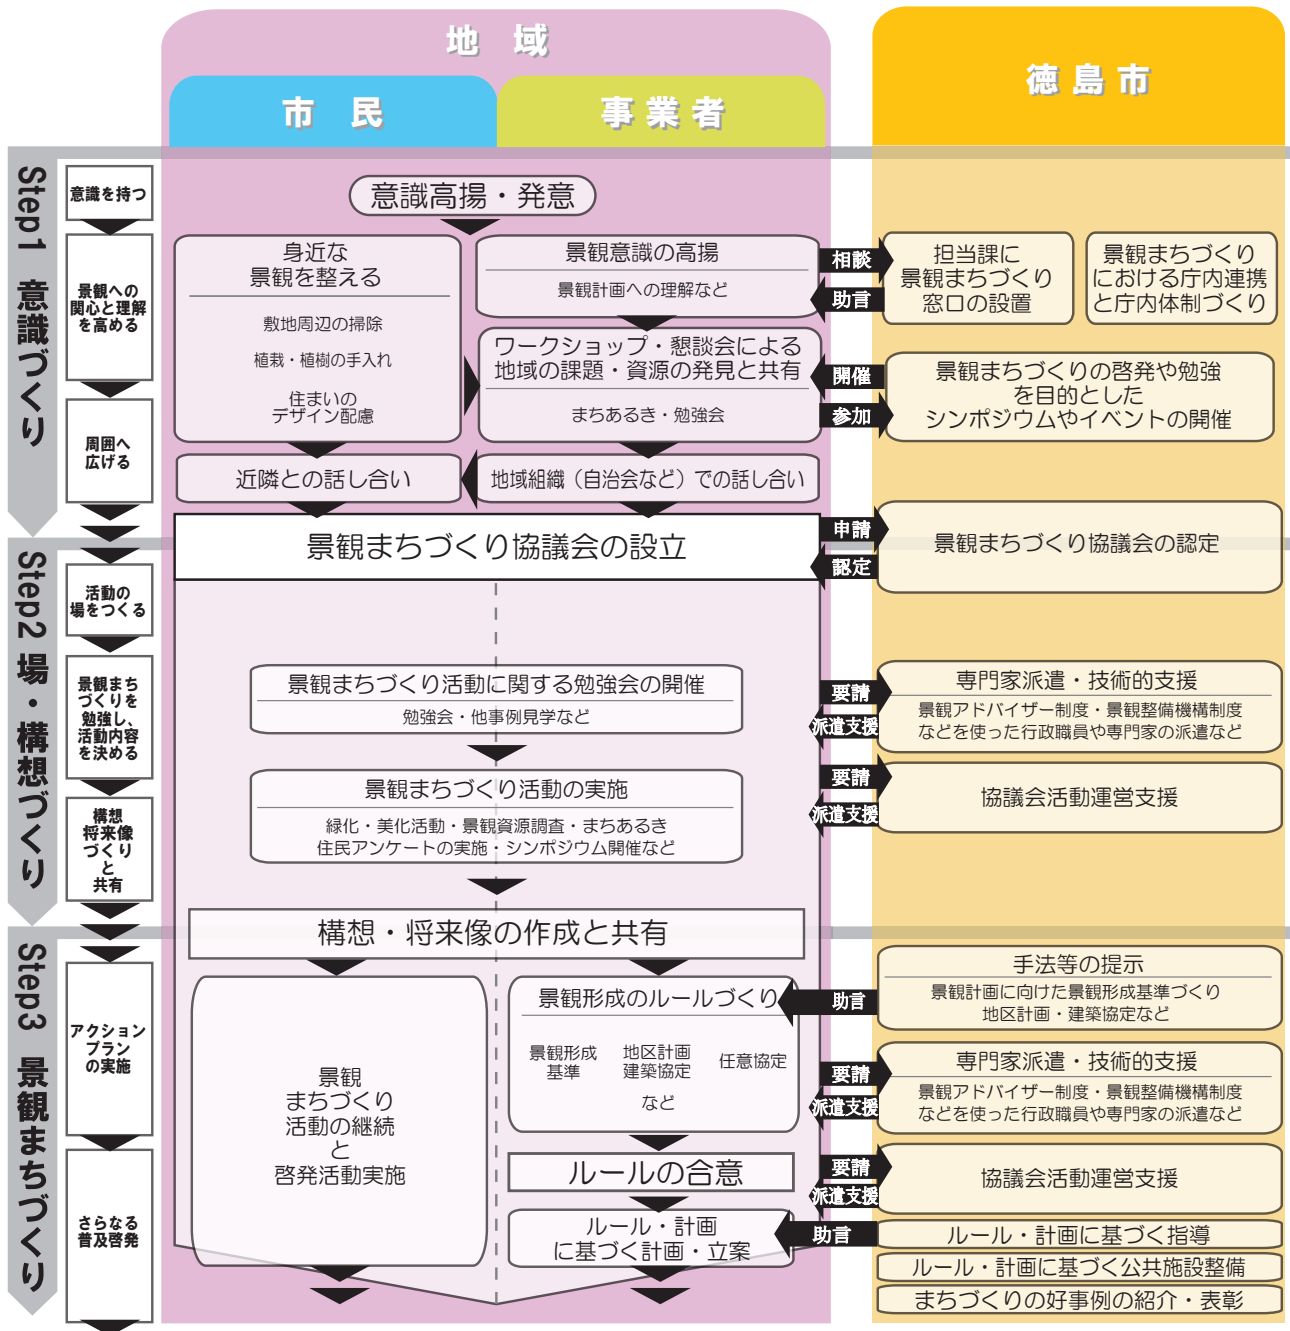 地域
市民
事業者
徳島市
Step1 意識づくり
意識を持つ
景観への
関心と理解
を高める
周囲へ
広げる
意識高揚・発意
身近な
景観を整える
敷地周辺の掃除
植栽・植樹の手入れ
住まいの
デザイン配慮
景観意識の高揚
景観計画への理解など
ワークショップ・懇談会による
地域の課題・資源の発見と共有
まちあるき・勉強会
近隣との話し合い
地域組織（自治会など）での話し合い
相談
助言
開催
参加
担当課に
景観まちづくり
窓口の設置
景観まちづくり
における庁内連携
と庁内体制づくり
景観まちづくりの啓発や勉強
を目的とした
シンポジウムやイベントの開催
Step2 場・構想づくり
活動の
場をつくる
景観まち
づくりを
勉強し、
活動内容
を決める
構想
将来像
づくり
と
共有
景観まちづくり協議会の設立
申請
認定
景観まちづくり協議会の認定
景観まちづくり活動に関する勉強会の開催
勉強会・他事例見学など
要請
派遣支援
専門家派遣・技術的支援
景観アドバイザー制度・景観整備機構制度
などを使った行政職員や専門家の派遣など
景観まちづくり活動の実施
緑化・美化活動・景観資源調査・まちあるき
住民アンケートの実施・シンポジウム開催など
要請
派遣支援
協議会活動運営支援
構想・将来像の作成と共有
Step3 景観まちづくり
アクション
プラン
の実施
さらなる
普及啓発
景観
まちづくり
活動の継続
と
啓発活動実施
景観形成のルールづくり
景観形成
基準
地区計画
建築協定
任意協定
など
ルールの合意
ルール・計画
に基づく計画・立案
助言
手法等の提示
景観計画に向けた景観形成基準づくり
地区計画・建築協定など
要請
派遣支援
専門家派遣・技術的支援
景観アドバイザー制度・景観整備機構制度
などを使った行政職員や専門家の派遣など
要請
派遣支援
協議会活動運営支援
助言
ルール・計画に基づく指導
ルール・計画に基づく公共施設整備
まちづくりの好事例の紹介・表彰